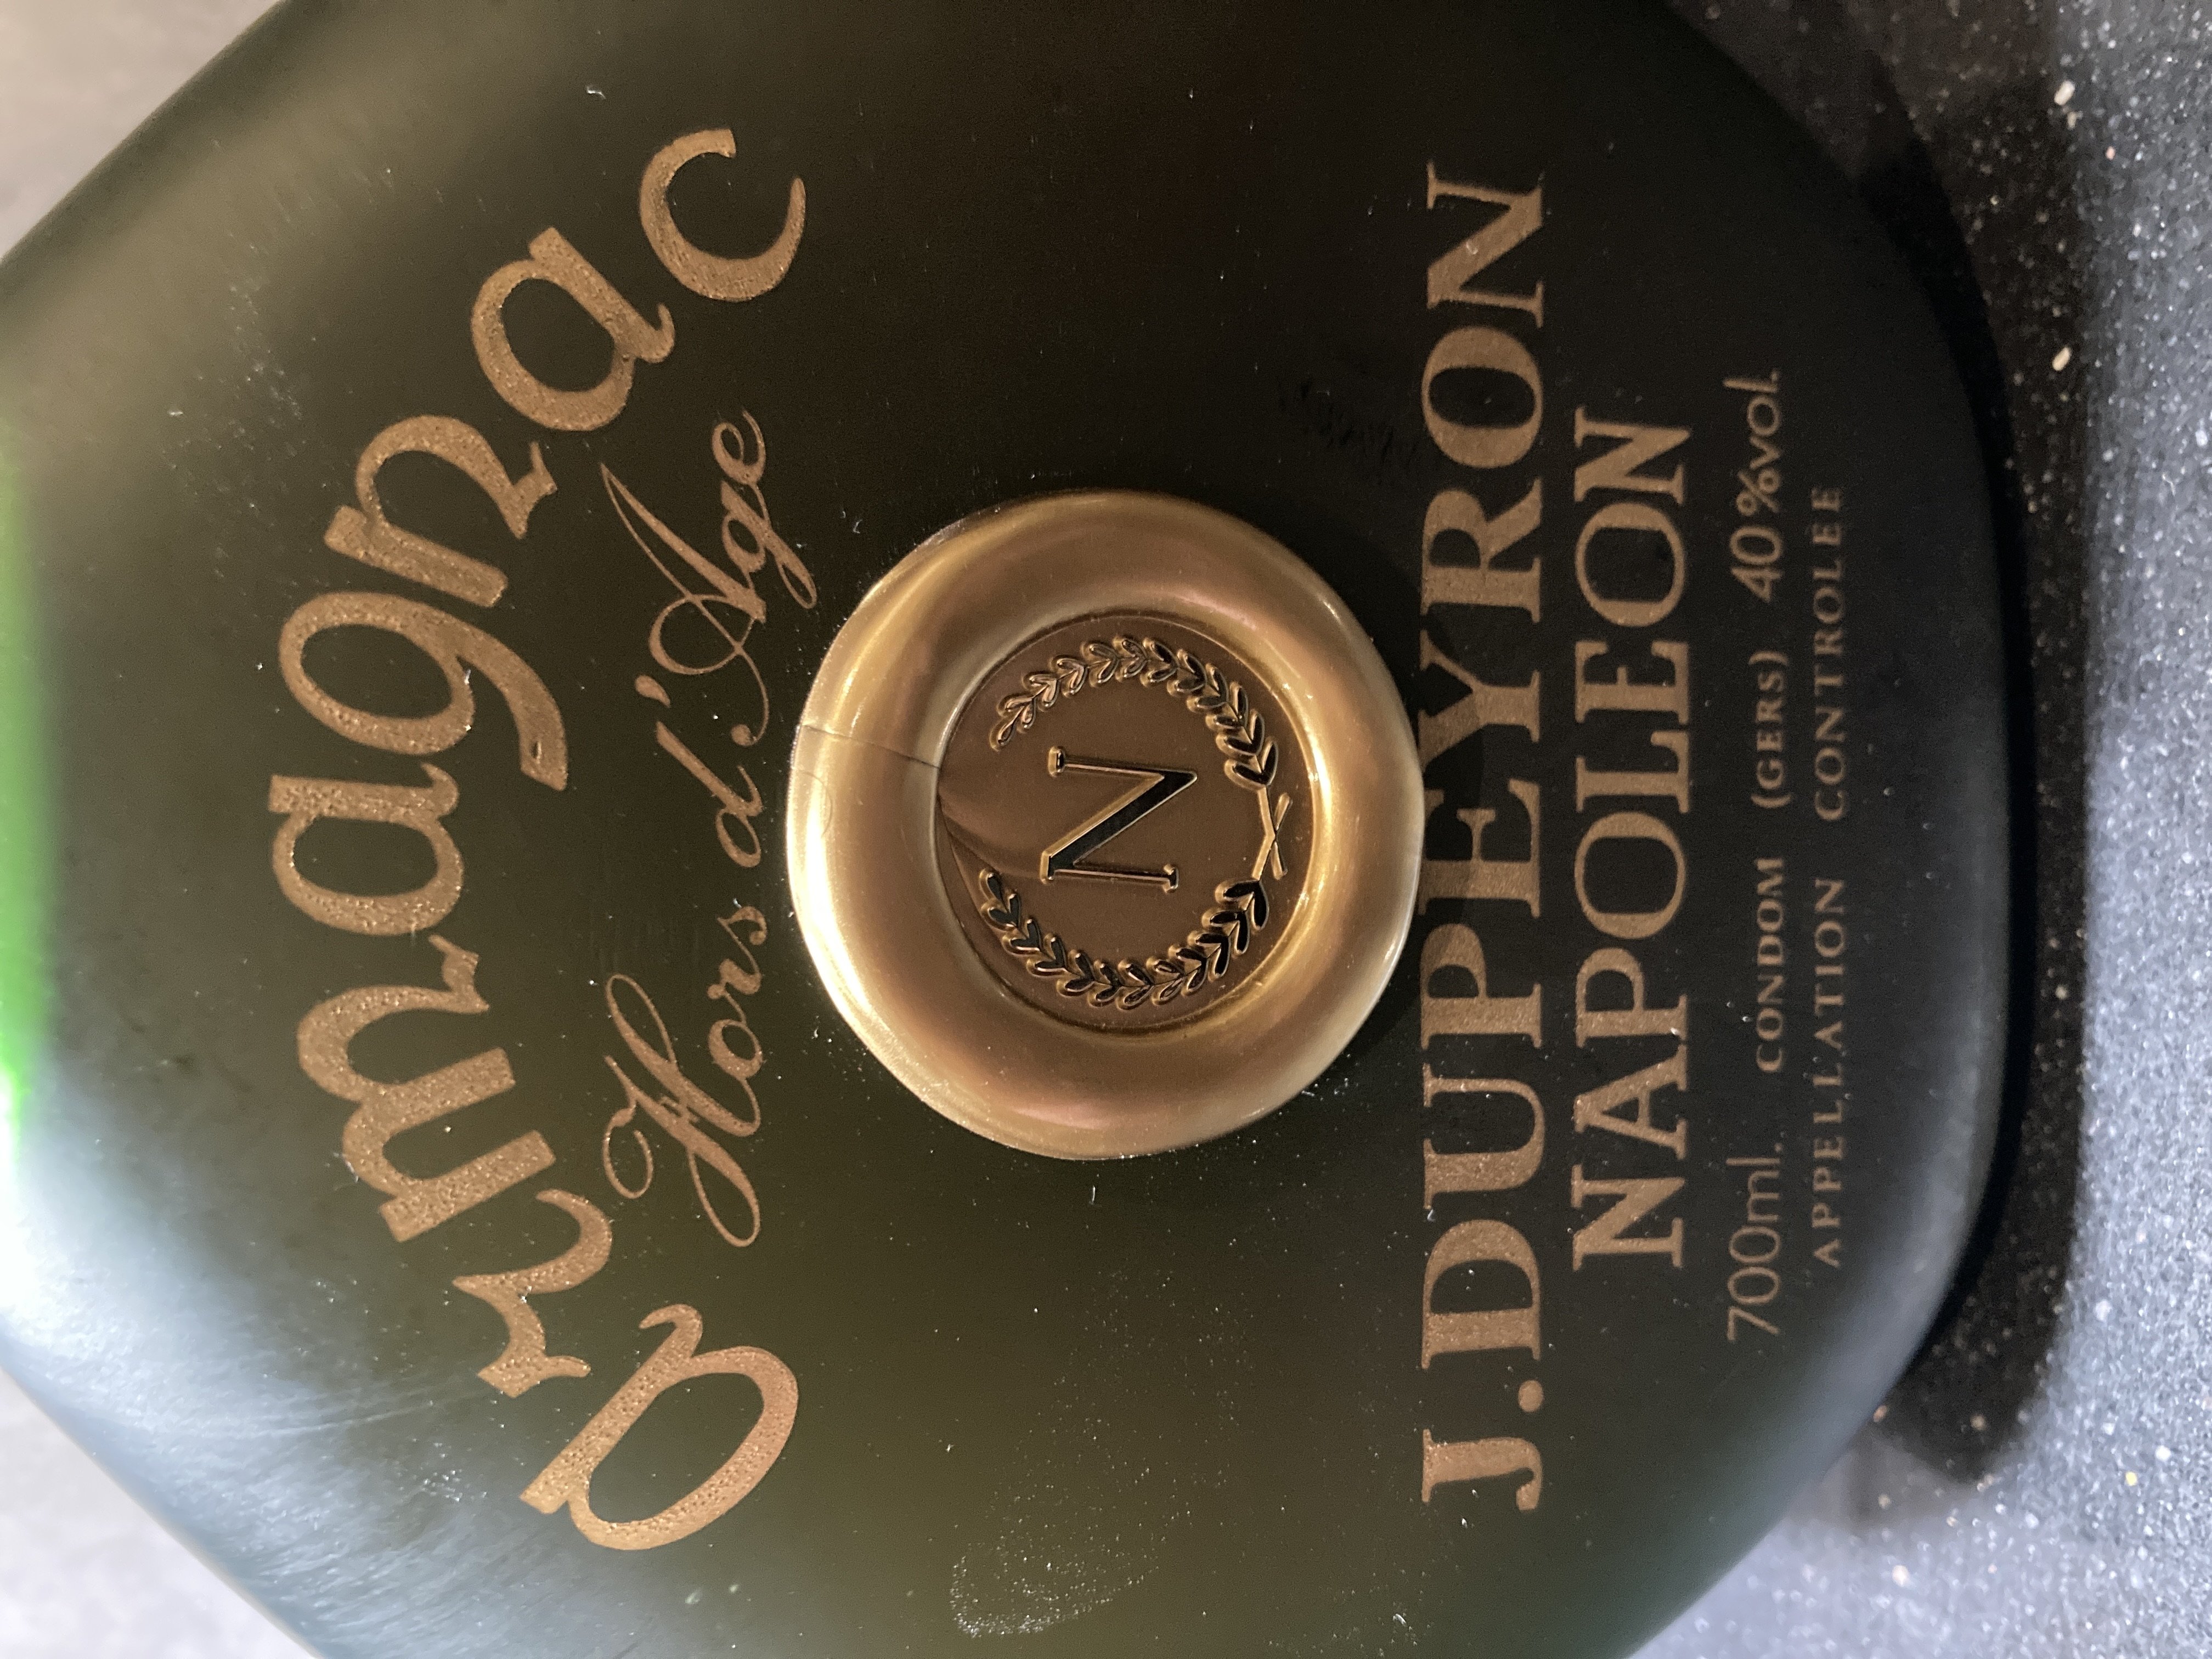 armagnac
Hors d'Age
N
J.DUPEYRON
NAPOLEON
700ml. CONDOM (GERS) 40%vol.
APPELLATION CONTROLEE